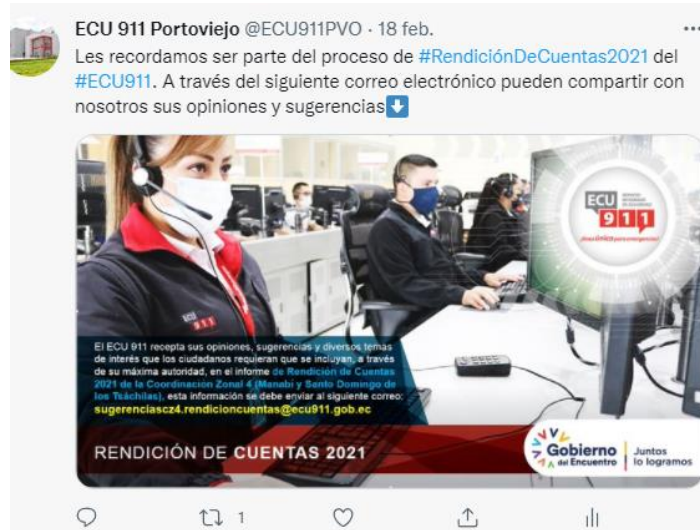 ECU 911 Portoviejo @ECU911PVO · 18 feb.
Les recordamos ser parte del proceso de #RendiciónDeCuentas2021 del
#ECU911. A través del siguiente correo electrónico pueden compartir con
nosotros sus opiniones y sugerencias
ECU
911
¡Línea única para emergencias!
911
El ECU 911 recepta sus opiniones, sugerencias y diversos temas
de interés que los ciudadanos requieran que se incluyan, a través
de su máxima autoridad, en el informe de Rendición de Cuentas
2021 de la Coordinación Zonal 4 (Manabí y Santo Domingo de
los Tsáchilas), esta información se debe enviar al siguiente correo:
sugerenciascz4.rendicioncuentas@ecu911.gob.ec
RENDICIÓN DE CUENTAS 2021
Gobierno
del Encuentro
Juntos
lo logramos
1